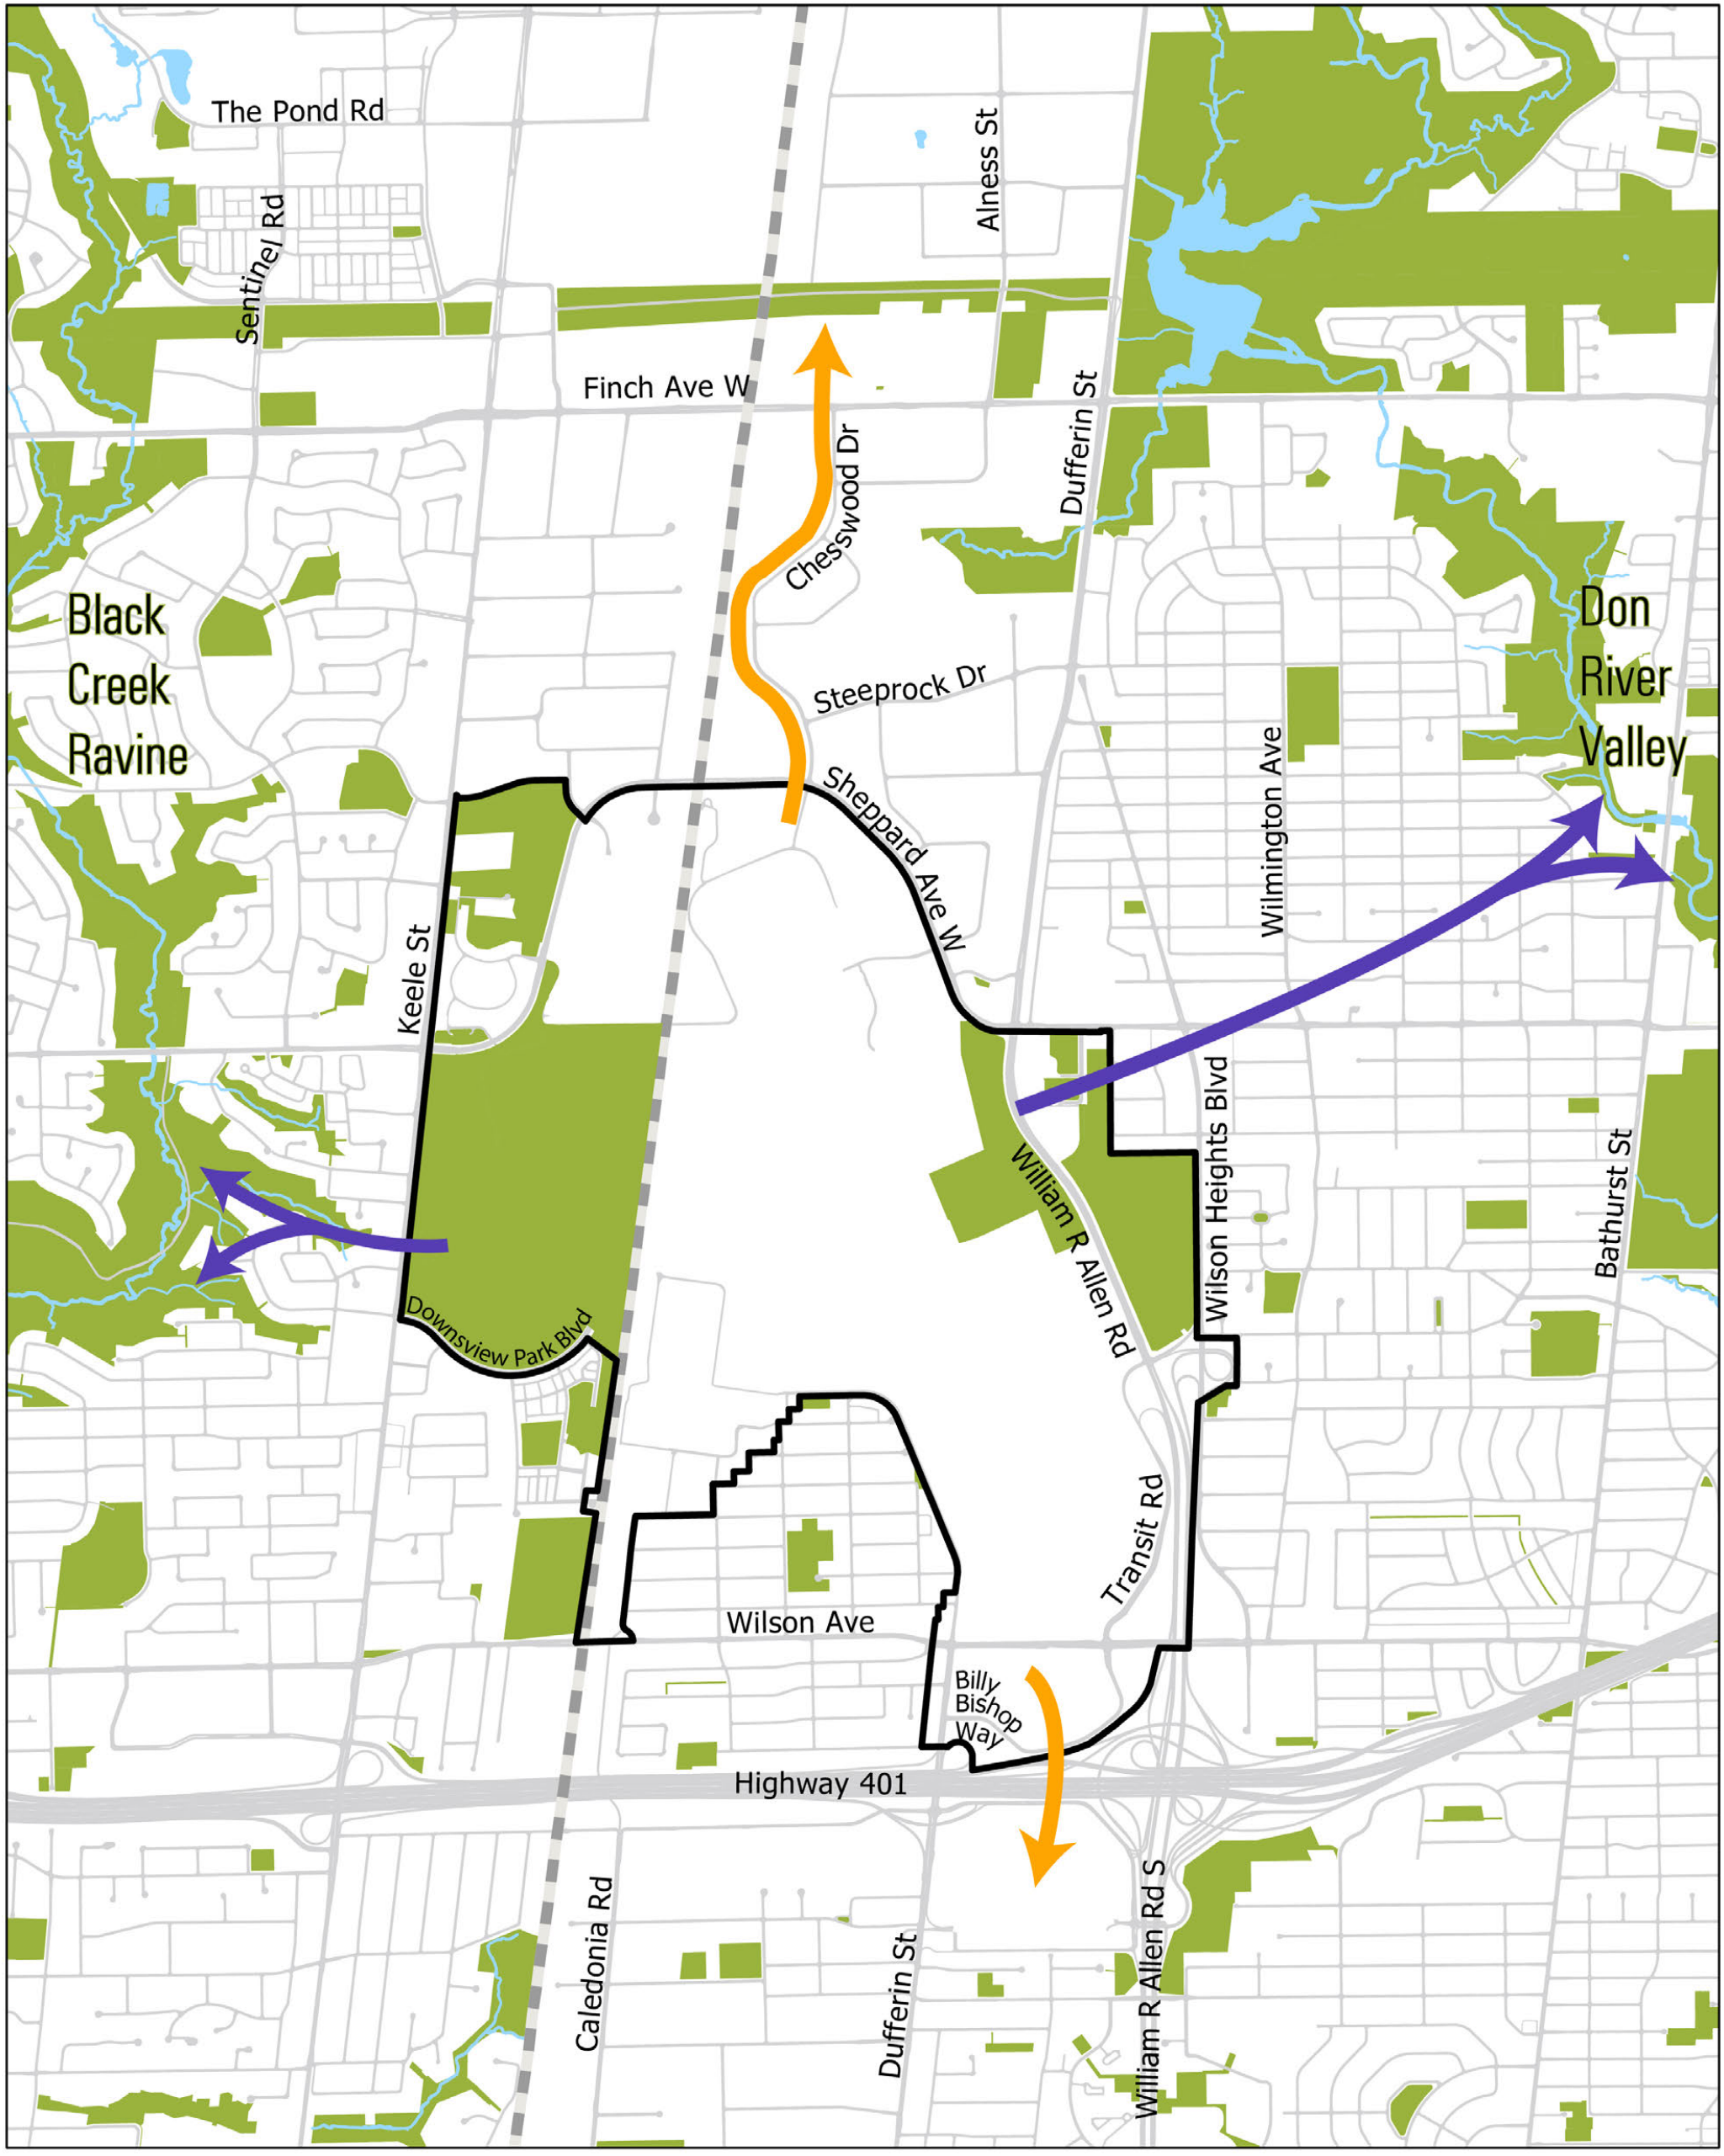 The Pond Rd
Alness St
Sentinel Rd
Finch Ave W
Dufferin St
Chesswood Dr
Black
Creek
Ravine
Don
River
Valley
Steeprock Dr
Sheppard Ave W
Wilmington Ave
Keele St
Wilson Heights Blvd
William R Allen Rd
Bathurst St
Downsview Park Blvd
Transit Rd
Wilson Ave
Billy
Bishop
Way
Highway 401
Caledonia Rd
Dufferin St
William R Allen Rd S